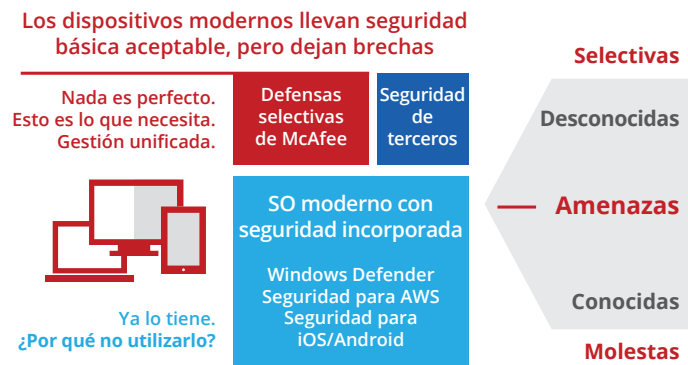 Los dispositivos modernos llevan seguridad
básica aceptable, pero dejan brechas
Nada es perfecto.
Esto es lo que necesita.
Gestión unificada.
Defensas
selectivas
de McAfee
Seguridad
de
terceros
SO moderno con
seguridad incorporada
Windows Defender
Seguridad para AWS
Seguridad para
iOS/Android
Ya lo tiene.
¿Por qué no utilizarlo?
Selectivas
Desconocidas
Amenazas
Conocidas
Molestas